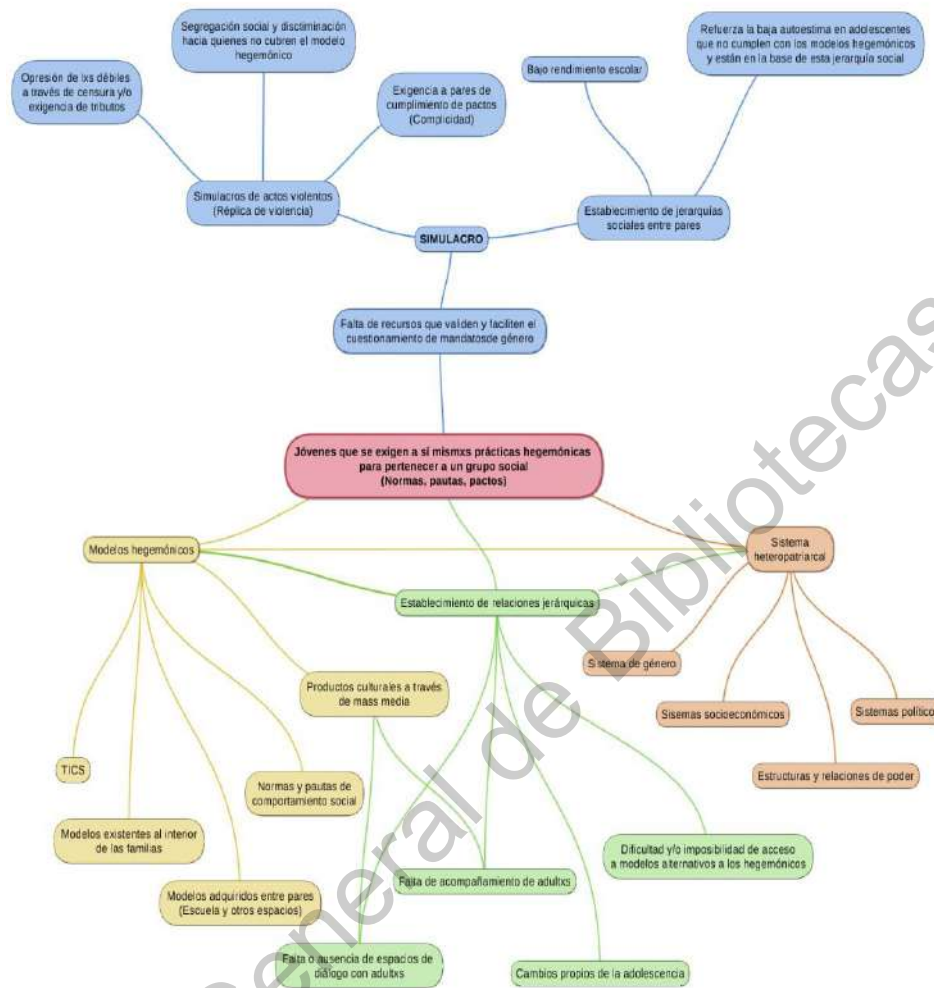 Segregación social y discriminación
hacia quienes no cubren el modelo
hegemónico
Refuerza la baja autoestima en adolescentes
que no cumplen con los modelos hegemónicos
y están en la base de esta jerarquía social
Opresión de lxs débiles
a través de censura y/o
exigencia de tributos
Bajo rendimiento escolar
Exigencia a pares de
cumplimiento de pactos
(Complicidad)
Simulacros de actos violentos
(Réplica de violencia)
Establecimiento de jerarquías
sociales entre pares
SIMULACRO
Falta de recursos que validen y faciliten el
cuestionamiento de mandatosde género
Jóvenes que se exigen a sí mismxs prácticas hegemónicas
para pertenecer a un grupo social
(Normas, pautas, pactos)
Modelos hegemónicos
Sistema
heteropatriarcal
Establecimiento de relaciones jerárquicas
Sistema de género
Productos culturales a través
de mass media
Sisemas socioeconómicos
Sistemas político
TICS
Normas y pautas de
comportamiento social
Estructuras y relaciones de poder
Modelos existentes al interior
de las familias
Dificultad y/o imposibilidad de acceso
a modelos alternativos a los hegemónicos
Modelos adquiridos entre pares
(Escuela y otros espacios)
Falta de acompañamiento de adultxs
Falta o ausencia de espacios de
diálogo con adultxs
Cambios propios de la adolescencia
General de Bibliotecas